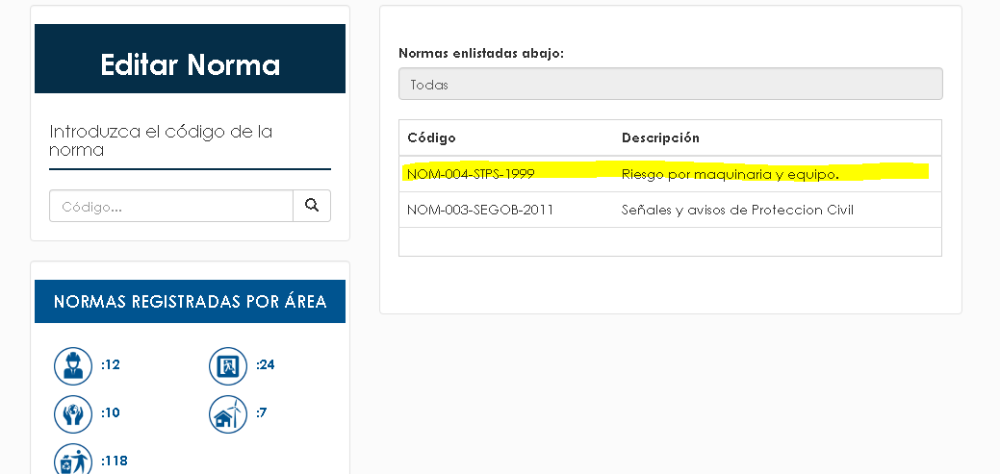 Editar Norma
Introduzca el código de la
norma
Código...
NORMAS REGISTRADAS POR ÁREA
:12
:24
:10
:7
:118
Normas enlistadas abajo:
Todas
Código Descripción
NOM-004-STPS-1999 Riesgo por maquinaria y equipo.
NOM-003-SEGOB-2011 Señales y avisos de Proteccion Civil